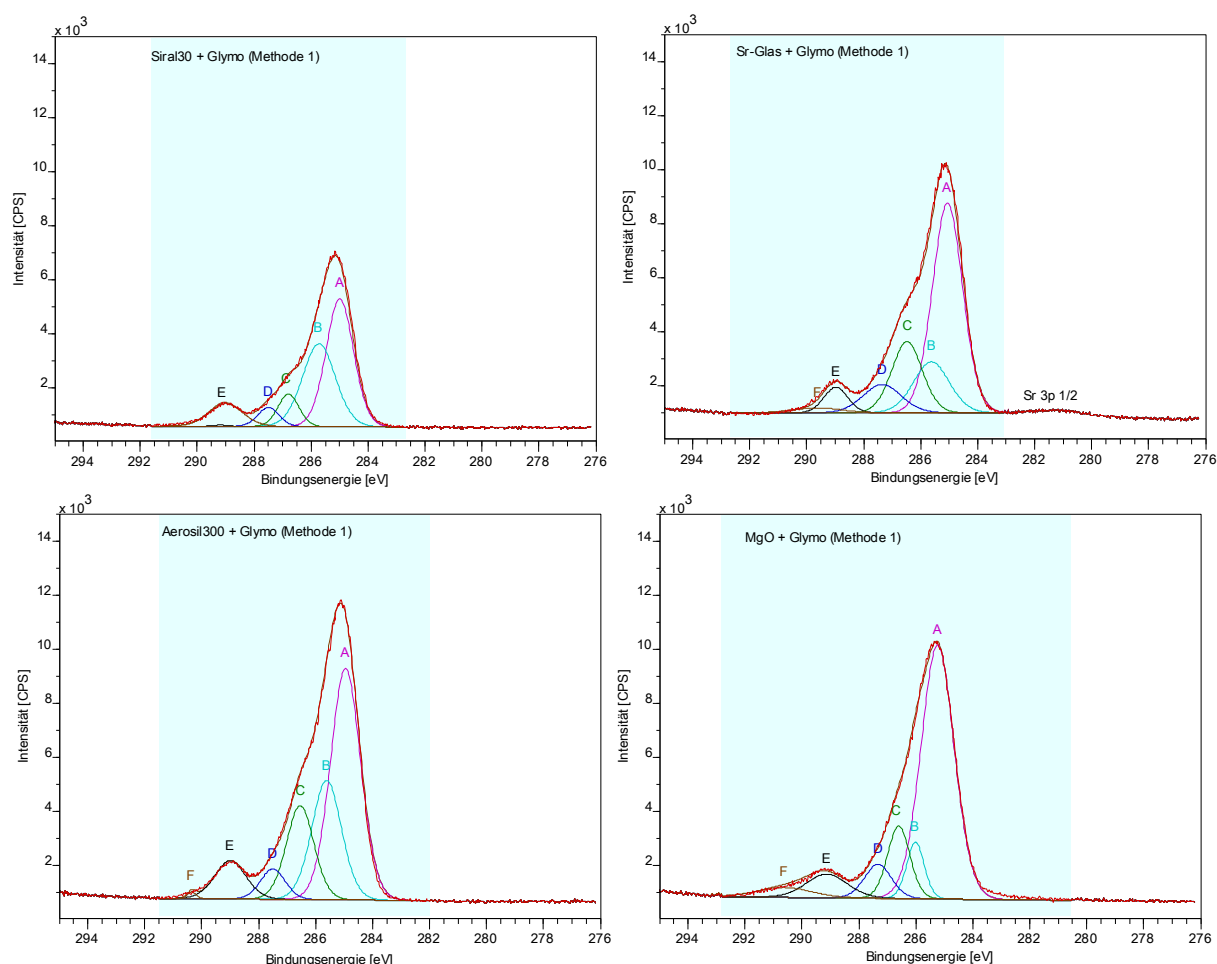 x 10³
Siral30 + Glymo (Methode 1)
14
12
10
8
6
4
2
Intensität [CPS]
A
B
C
D
E
294 292 290 288 286 284 282 280 278 276
Bindungsenergie [eV]
x 10³
Sr-Glas + Glymo (Methode 1)
14
12
10
8
6
4
2
Intensität [CPS]
A
B
C
D
E
F
Sr 3p 1/2
294 292 290 288 286 284 282 280 278 276
Bindungsenergie [eV]
x 10³
Aerosil300 + Glymo (Methode 1)
14
12
10
8
6
4
2
Intensität [CPS]
A
B
C
D
E
F
294 292 290 288 286 284 282 280 278 276
Bindungsenergie [eV]
x 10³
MgO + Glymo (Methode 1)
14
12
10
8
6
4
2
Intensität [CPS]
A
B
C
D
E
F
294 292 290 288 286 284 282 280 278 276
Bindungsenergie [eV]